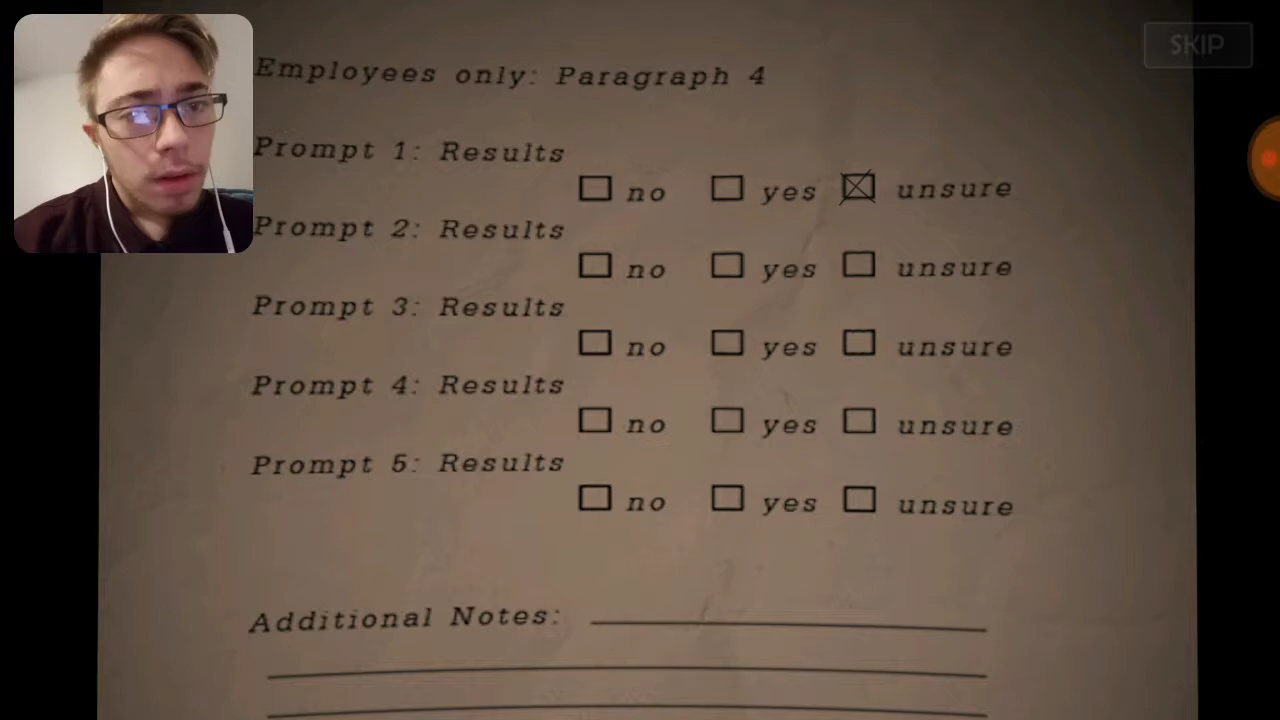 SKIP
Employees only: Paragraph 4
Prompt 1: Results
no yes unsure
Prompt 2: Results
no yes unsure
Prompt 3: Results
no yes unsure
Prompt 4: Results
no yes unsure
Prompt 5: Results
no yes unsure
Additional Notes: